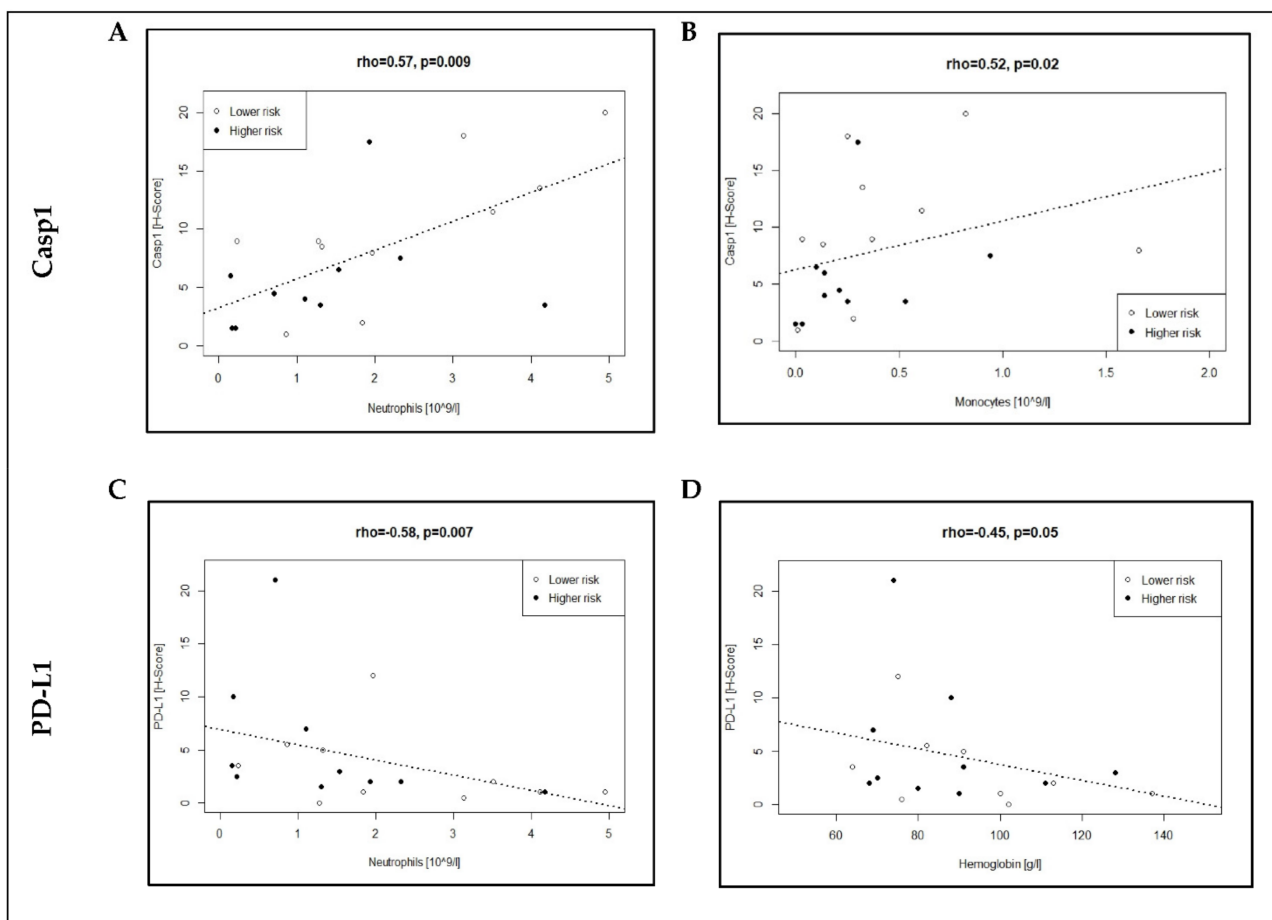 A
rho=0.57, p=0.009
Lower risk
Higher risk
Casp1 [H-Score]
0 5 10 15 20
0 1 2 3 4 5
Neutrophils [10^9/l]
B
rho=0.52, p=0.02
Casp1 [H-Score]
0 5 10 15 20
Lower risk
Higher risk
0.0 0.5 1.0 1.5 2.0
Monocytes [10^9/l]
Casp1
C
rho=-0.58, p=0.007
Lower risk
Higher risk
PD-L1 [H-Score]
0 5 10 15 20
0 1 2 3 4 5
Neutrophils [10^9/l]
D
rho=-0.45, p=0.05
Lower risk
Higher risk
PD-L1 [H-Score]
0 5 10 15 20
60 80 100 120 140
Hemoglobin [g/l]
PD-L1